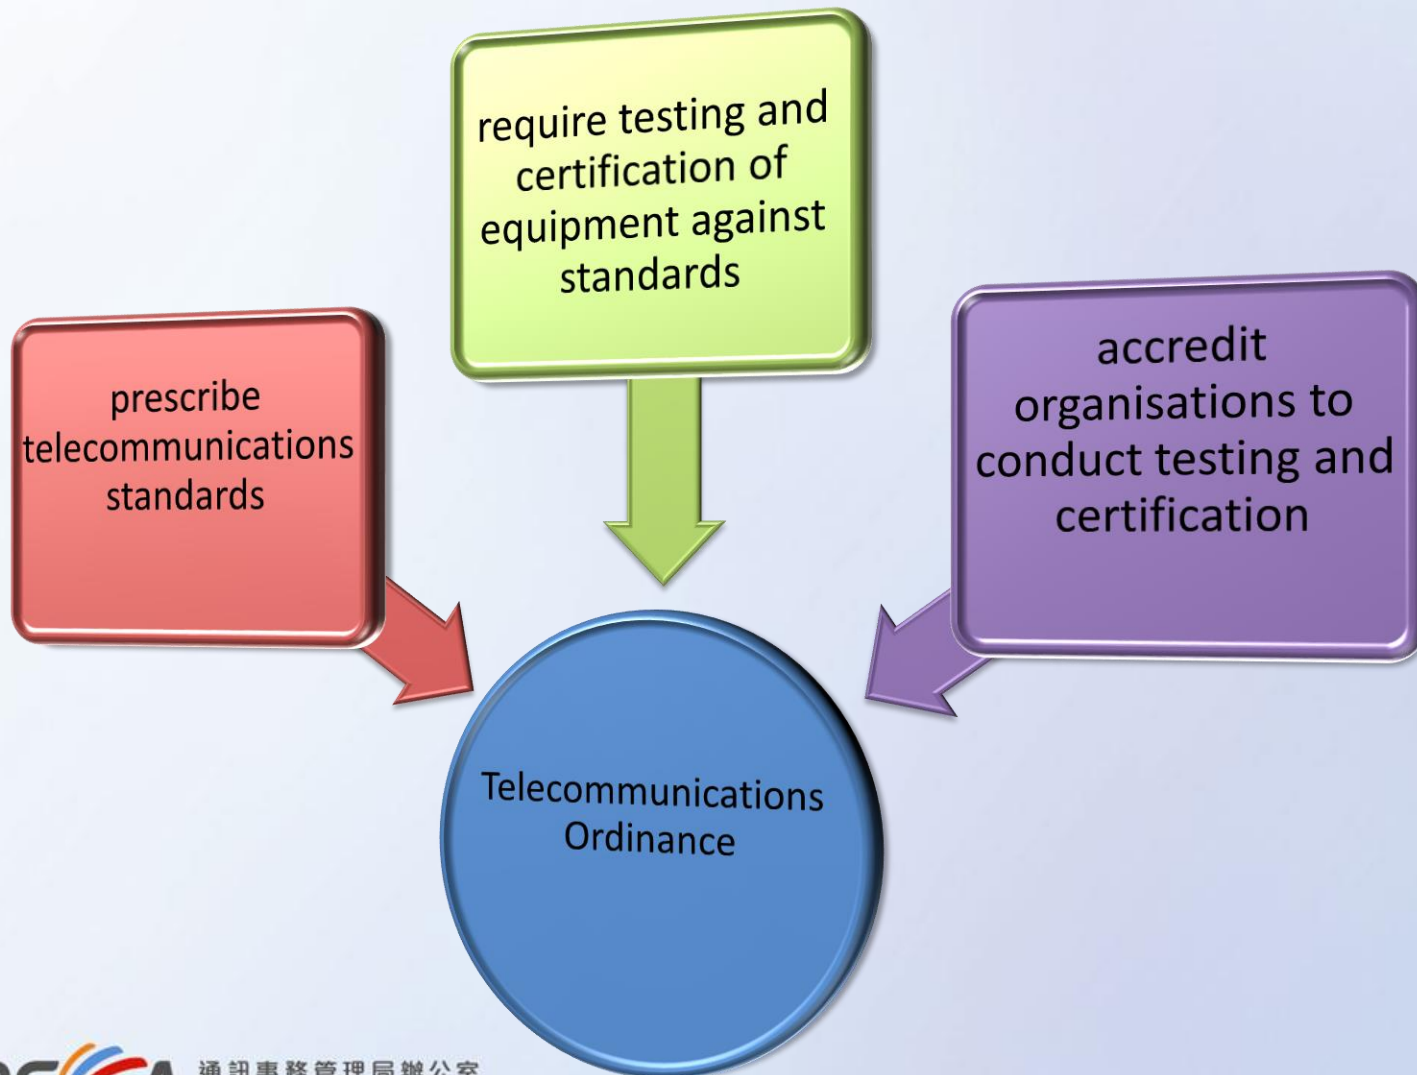 require testing and
certification of
equipment against
standards
prescribe
telecommunications
standards
accredit
organisations to
conduct testing and
certification
Telecommunications
Ordinance
通訊事務管理局辦公室